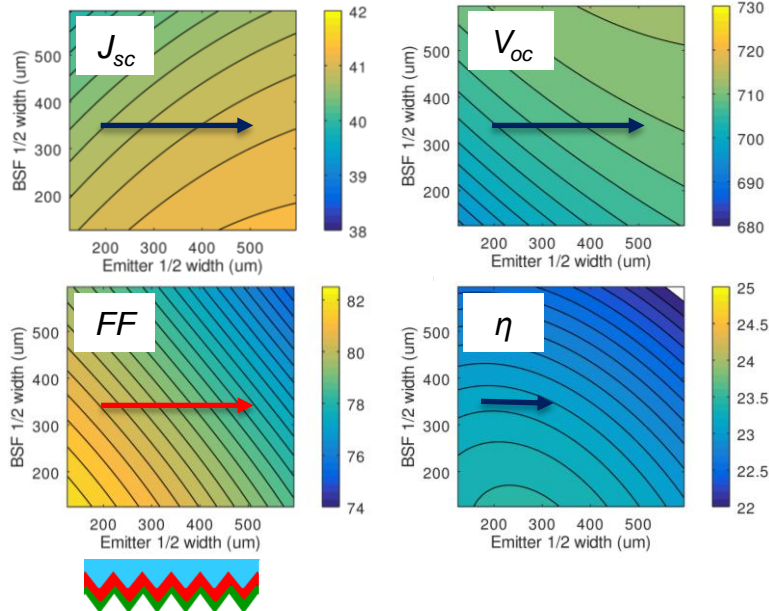 J_sc
BSF 1/2 width (um)
500
400
300
200
200 300 400 500
Emitter 1/2 width (um)
42
41
40
39
38
V_oc
BSF 1/2 width (um)
500
400
300
200
200 300 400 500
Emitter 1/2 width (um)
730
720
710
700
690
680
FF
BSF 1/2 width (um)
500
400
300
200
200 300 400 500
Emitter 1/2 width (um)
82
80
78
76
74
η
BSF 1/2 width (um)
500
400
300
200
200 300 400 500
Emitter 1/2 width (um)
25
24.5
24
23.5
23
22.5
22